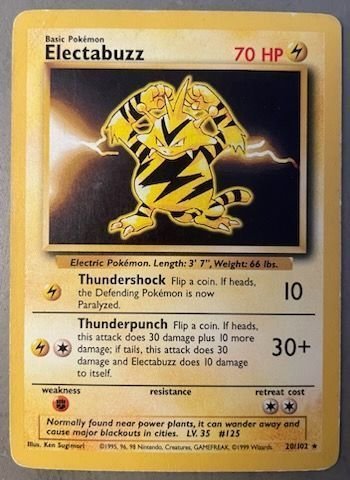 Basic Pokémon
Electabuzz
70 HP
Electric Pokémon. Length: 3' 7", Weight: 66 lbs.
Thundershock Flip a coin. If heads,
the Defending Pokémon is now
Paralyzed.
10
Thunderpunch Flip a coin. If heads,
this attack does 30 damage plus 10 more
damage; if tails, this attack does 30
damage and Electabuzz does 10 damage
to itself.
30+
weakness
resistance
retreat cost
Normally found near power plants, it can wander away and
cause major blackouts in cities. LV. 35 #125
Illus. Ken Sugimori
©1995, 96, 98 Nintendo, Creatures, GAMEFREAK. ©1999 Wizards.
20/102 ★